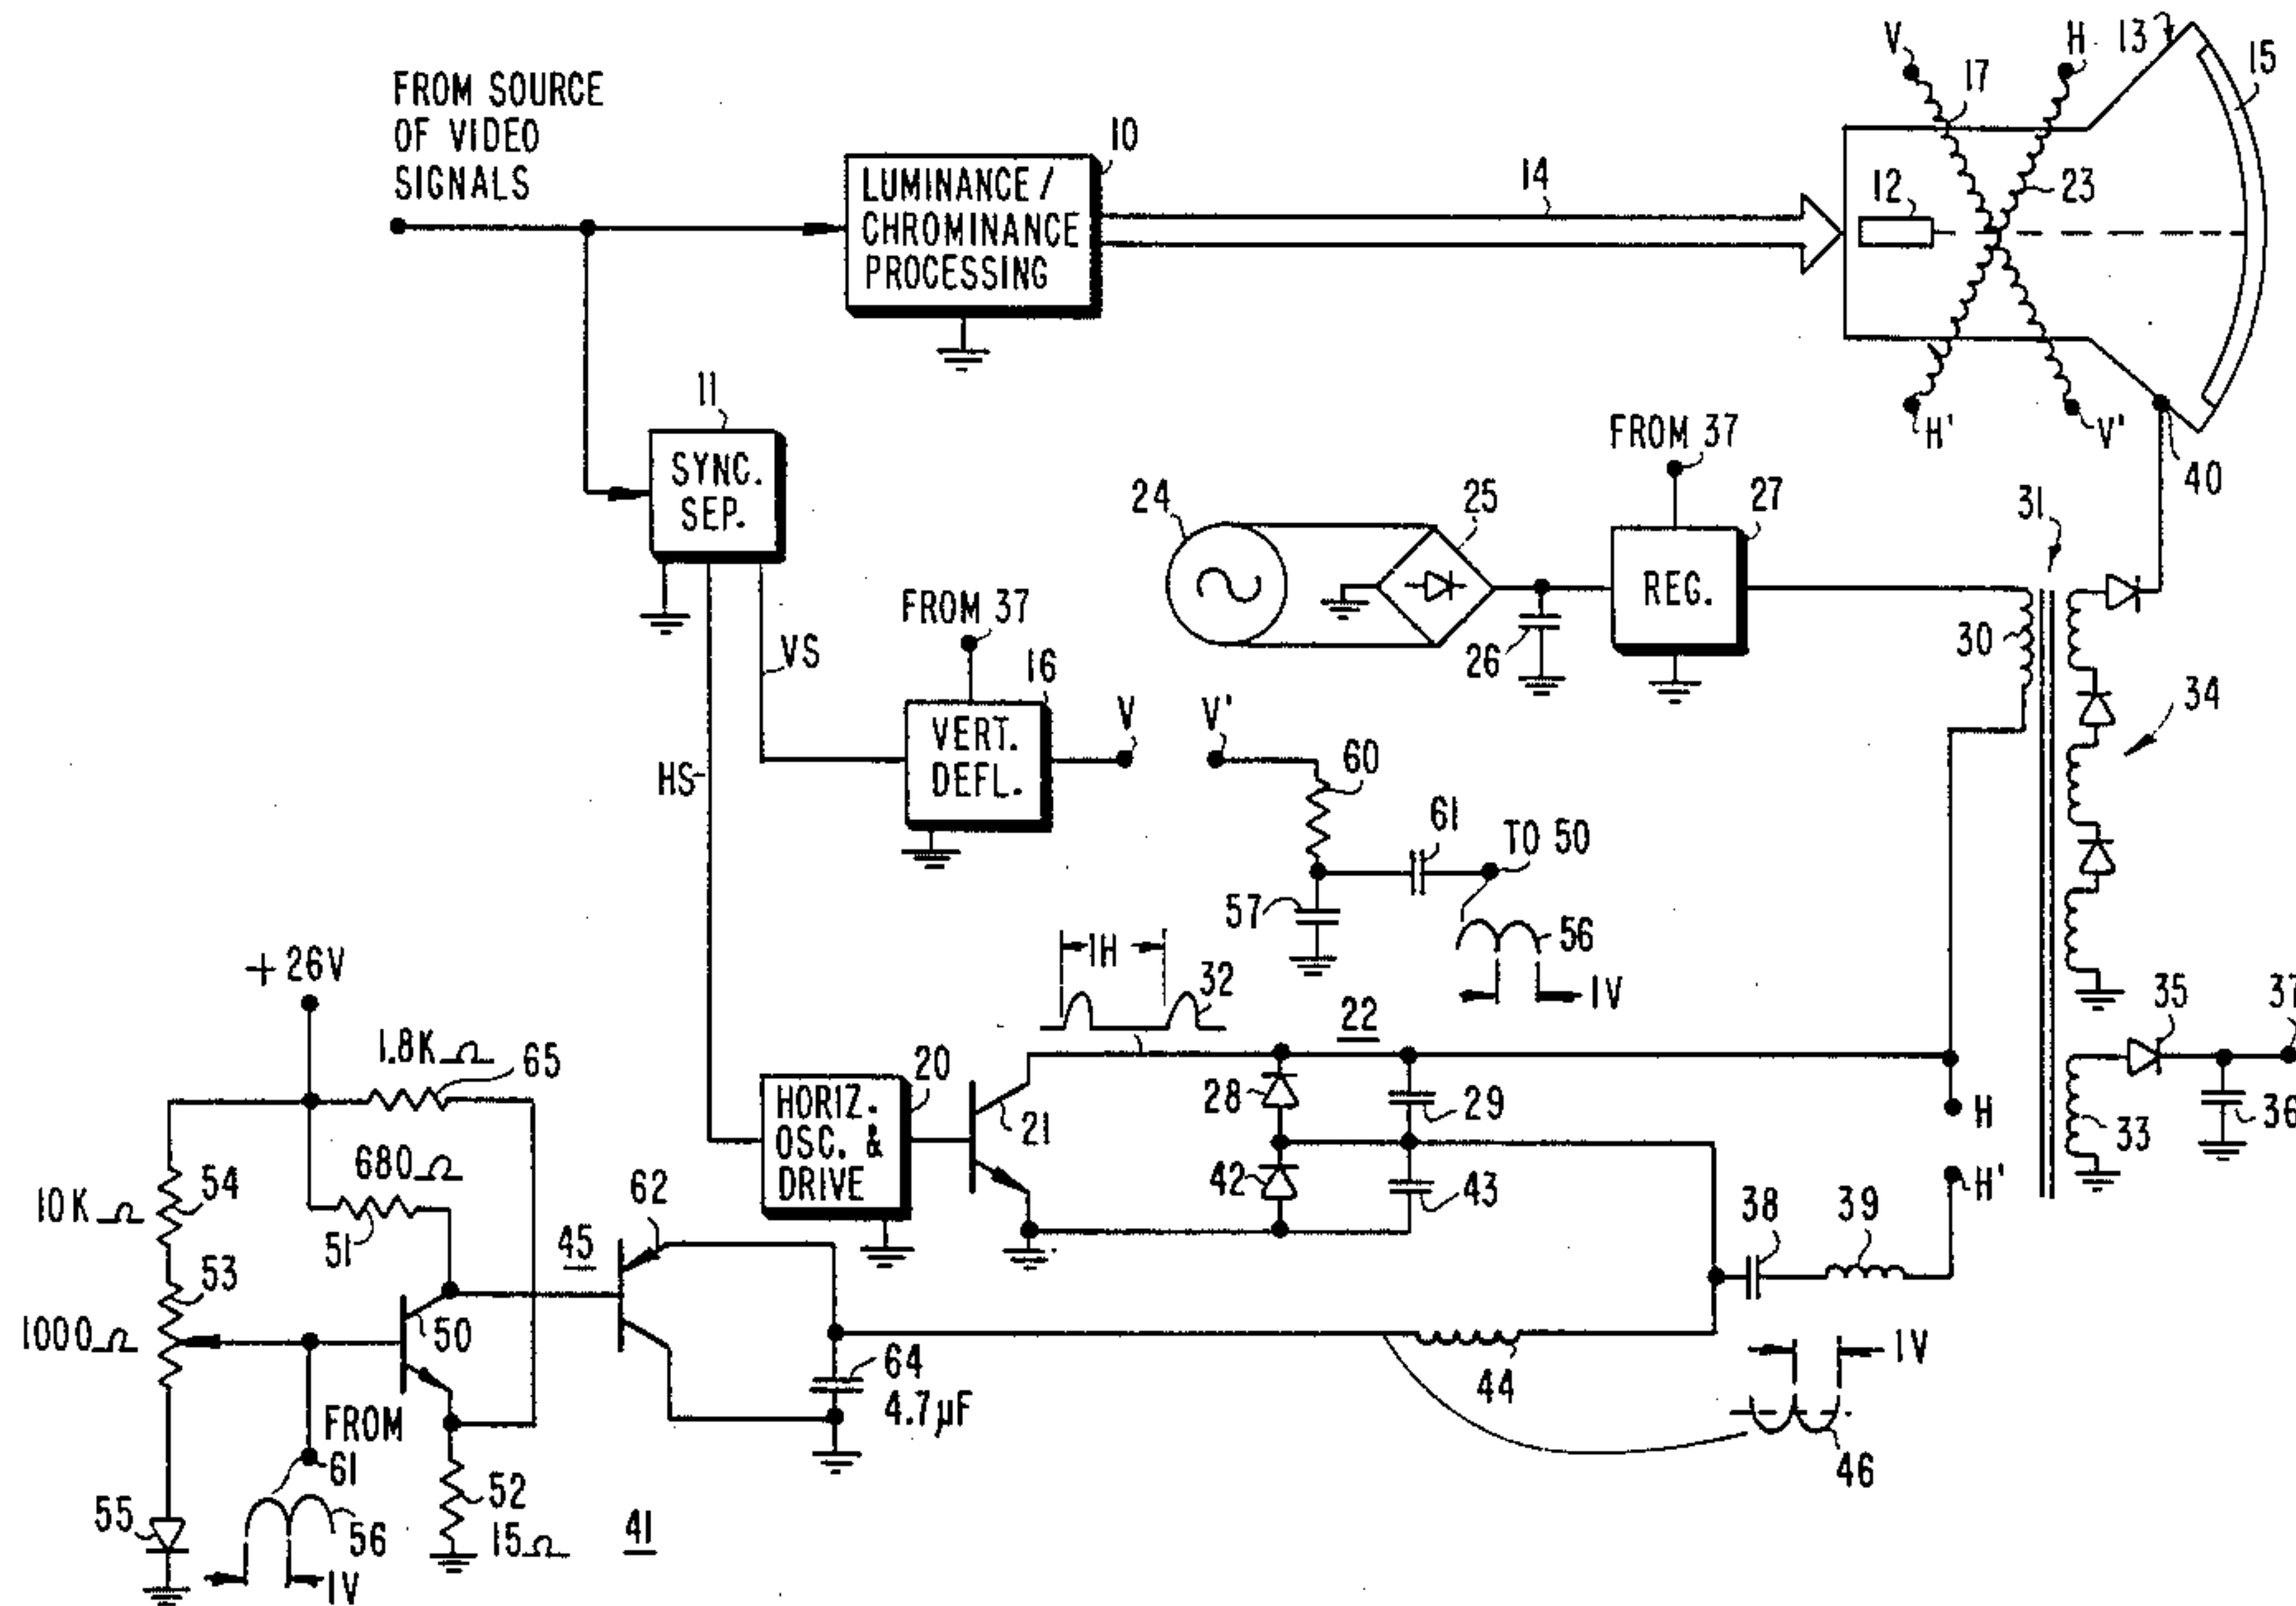 FROM SOURCE
OF VIDEO
SIGNALS
10
LUMINANCE /
CHROMINANCE
PROCESSING
14
V
17
H
13
15
12
23
H'
V'
40
11
SYNC.
SEP.
HS
VS
FROM 37
16
VERT.
DEFL.
V
V'
24
25
26
FROM 37
27
REG.
31
30
34
60
61
TO 50
57
56
1V
35
37
36
33
1H
32
22
20
HORIZ.
OSC. &
DRIVE
21
28
29
42
43
H
H'
38
39
44
1V
46
+26V
1.8K Ω
65
680 Ω
51
10K Ω
54
53
1000 Ω
50
45
62
64
4.7µF
FROM
61
56
1V
55
52
15 Ω
41